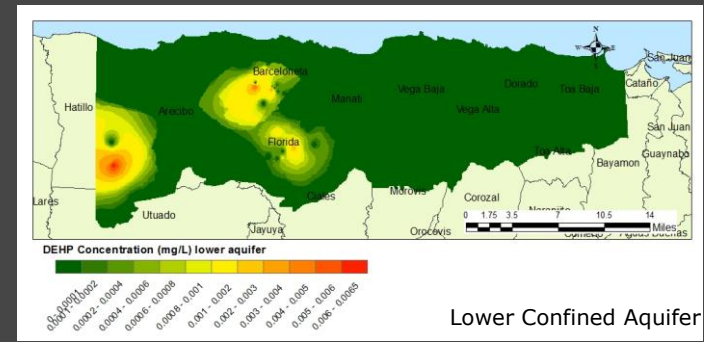 N
W
E
S
San Juan
Barceloneta
Cataño
Dorado
Toa Baja
Vega Baja
Manati
Hatillo
Arecibo
Vega Alta
San Juan
Florida
Toa Alta
Guaynabo
Bayamon
Ciales
Morovis
Lares
Corozal
Utuado
Naranjito
0 1.75 3.5 7 10.5 14
Miles
Jayuya
Orocovis
Comerio
Aguas Buenas
DEHP Concentration (mg/L) lower aquifer
0 - 0.0001
0.0001 - 0.0002
0.0002 - 0.0004
0.0004 - 0.0006
0.0006 - 0.0008
0.0008 - 0.001
0.001 - 0.002
0.002 - 0.003
0.003 - 0.004
0.004 - 0.005
0.005 - 0.006
0.006 - 0.0065
Lower Confined Aquifer